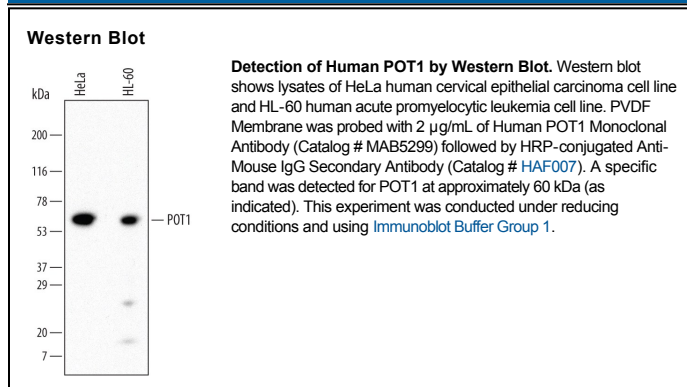 Western Blot
HeLa
HL-60
kDa
200
116
78
53
37
29
20
7
POT1
Detection of Human POT1 by Western Blot. Western blot
shows lysates of HeLa human cervical epithelial carcinoma cell line
and HL-60 human acute promyelocytic leukemia cell line. PVDF
Membrane was probed with 2 µg/mL of Human POT1 Monoclonal
Antibody (Catalog # MAB5299) followed by HRP-conjugated Anti-
Mouse IgG Secondary Antibody (Catalog # HAF007). A specific
band was detected for POT1 at approximately 60 kDa (as
indicated). This experiment was conducted under reducing
conditions and using Immunoblot Buffer Group 1.